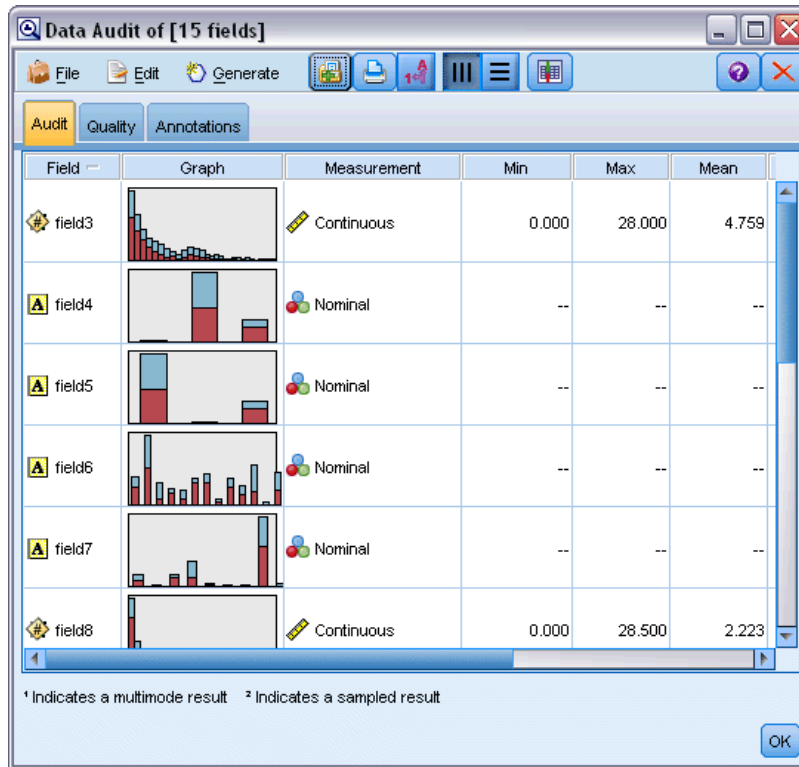 Data Audit of [15 fields]
File Edit Generate
Audit Quality Annotations
Field Graph Measurement Min Max Mean
field3 Continuous 0.000 28.000 4.759
A field4 Nominal -- -- --
A field5 Nominal -- -- --
A field6 Nominal -- -- --
A field7 Nominal -- -- --
field8 Continuous 0.000 28.500 2.223
¹ Indicates a multimode result ² Indicates a sampled result
OK